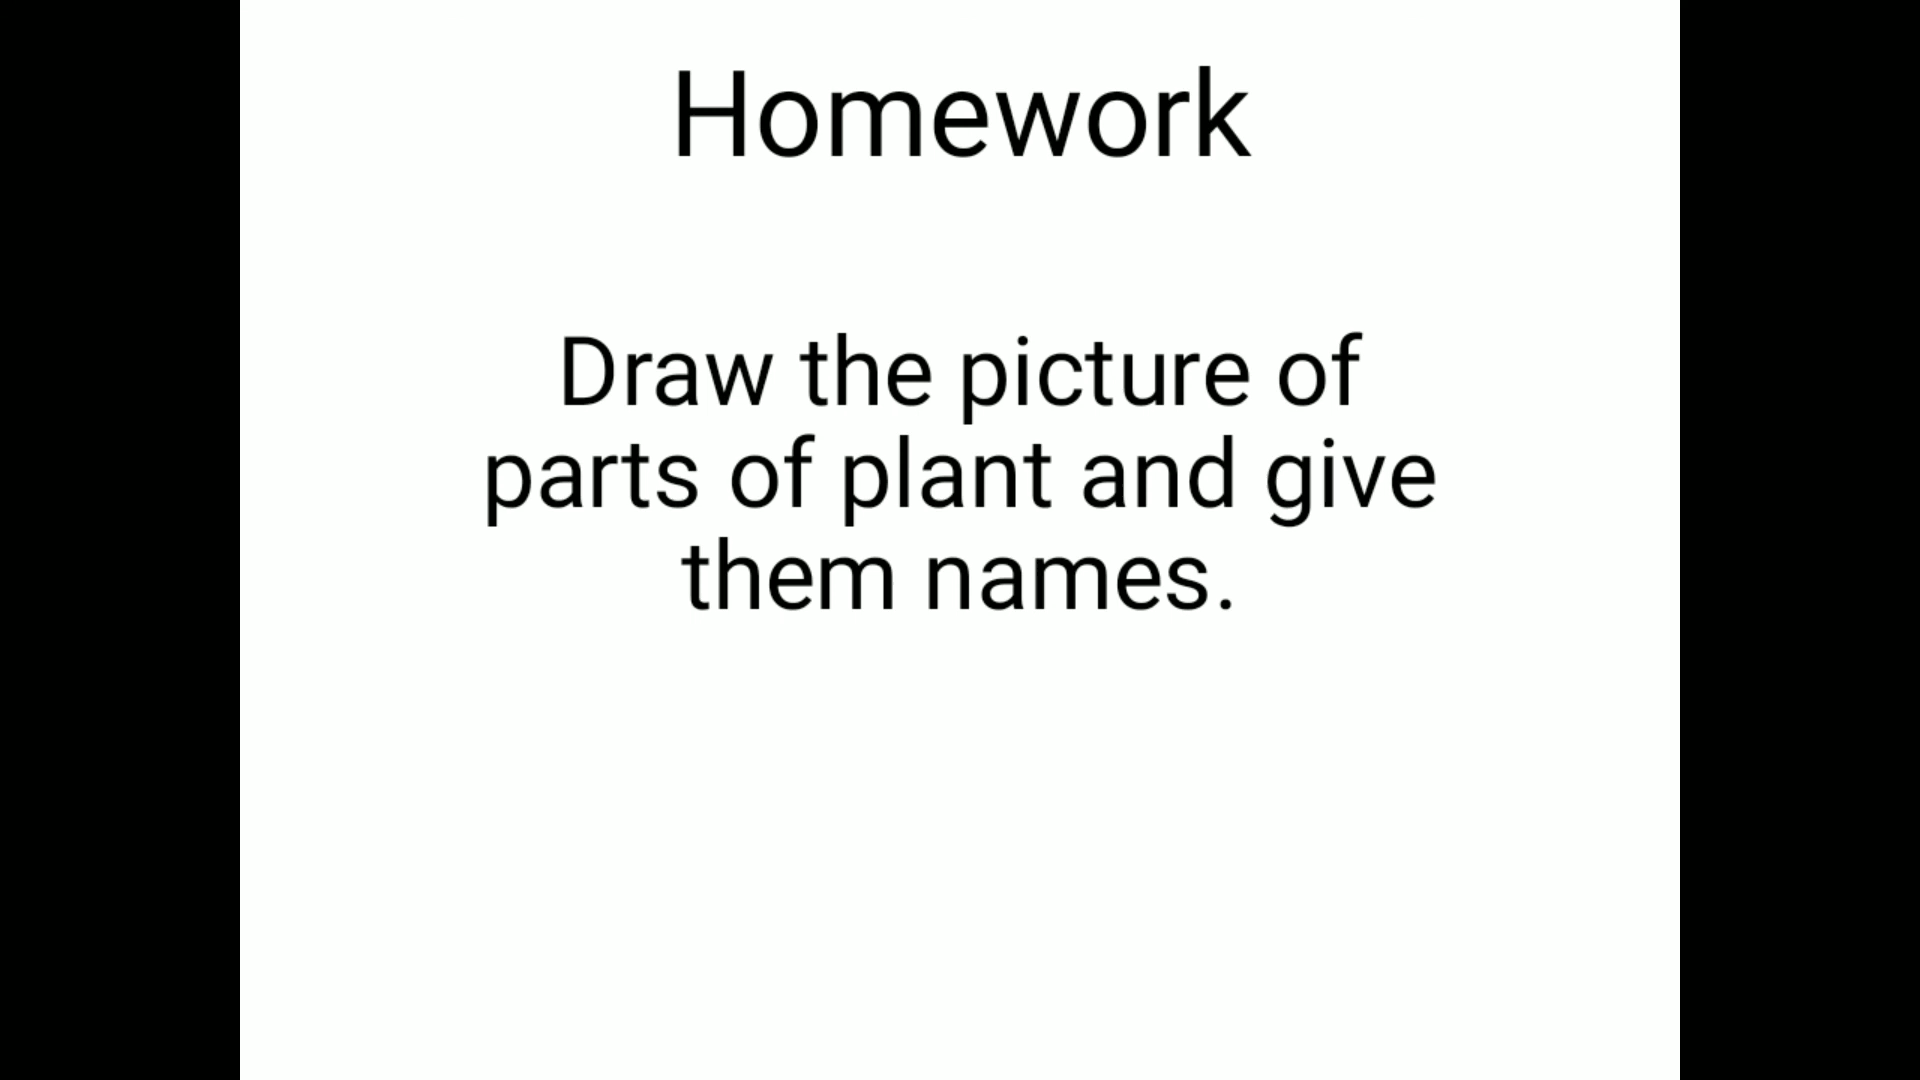 Homework
Draw the picture of
parts of plant and give
them names.